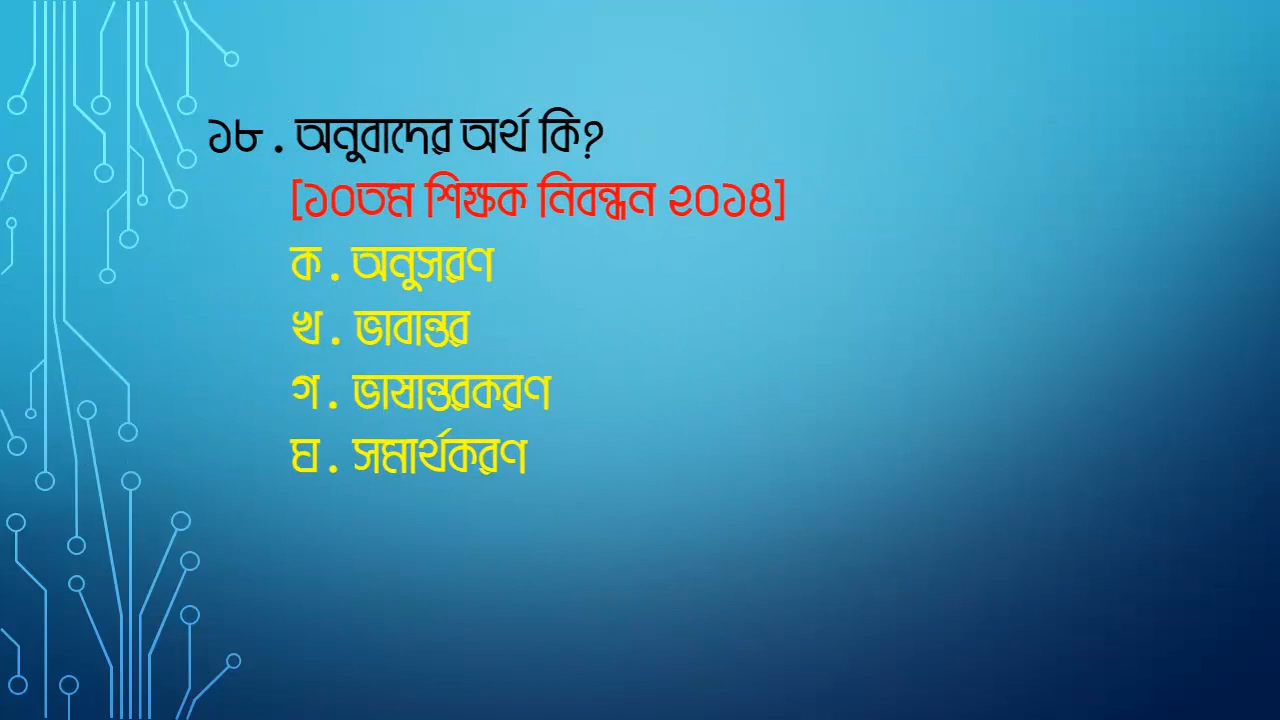 ১৮ . অনুবাদের অর্থ কি?
[১০তম শিক্ষক নিবন্ধন ২০১৪]
ক . অনুসরণ
খ . ভাবান্তর
গ . ভাষান্তরকরণ
ঘ . সমার্থকরণ